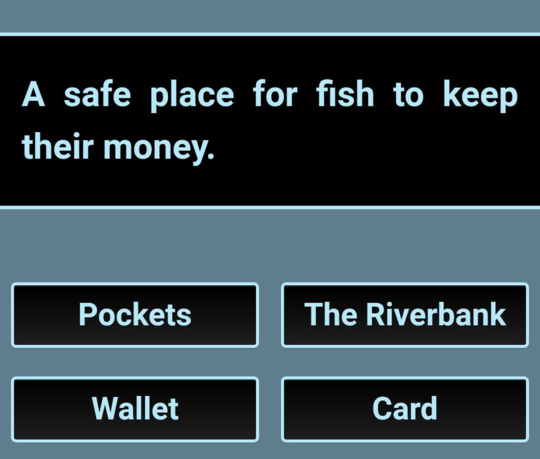 A safe place for fish to keep
their money.
Pockets
The Riverbank
Wallet
Card